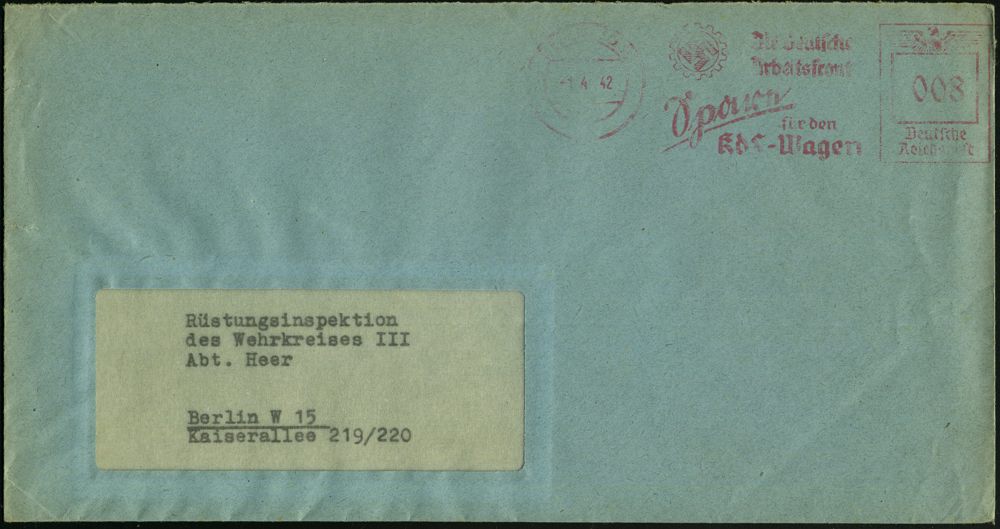 -1. 4. 42
Die Deutsche
Arbeitsfront
Sparen
für den
KdF-Wagen
008
Deutsche
Reichspost
Rüstungsinspektion
des Wehrkreises III
Abt. Heer
Berlin W 15
Kaiserallee 219/220